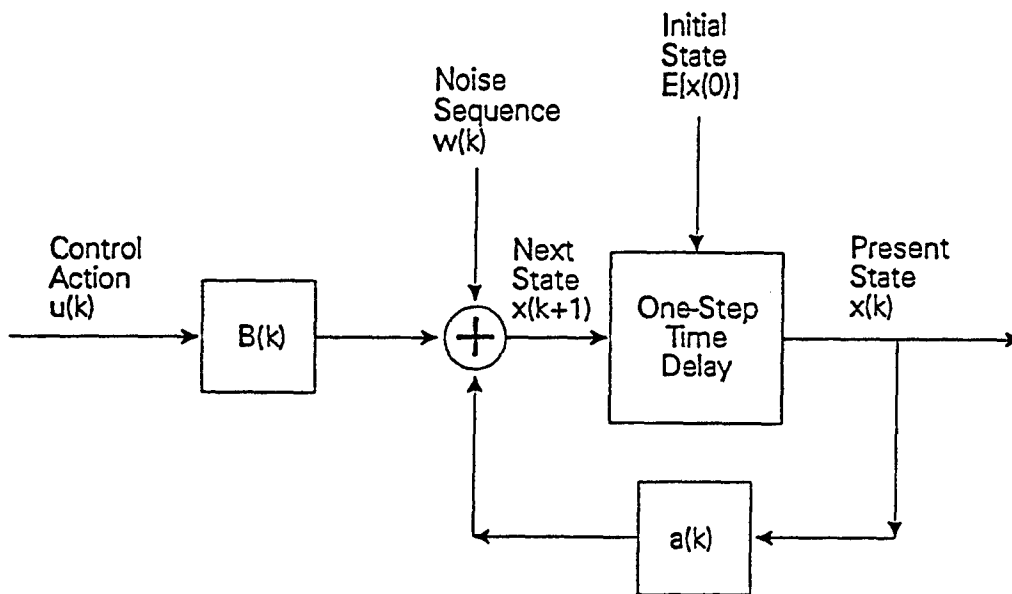 Initial
State
E[x(0)]
Noise
Sequence
w(k)
Control
Action
u(k)
B(k)
+
Next
State
x(k+1)
One-Step
Time
Delay
Present
State
x(k)
a(k)